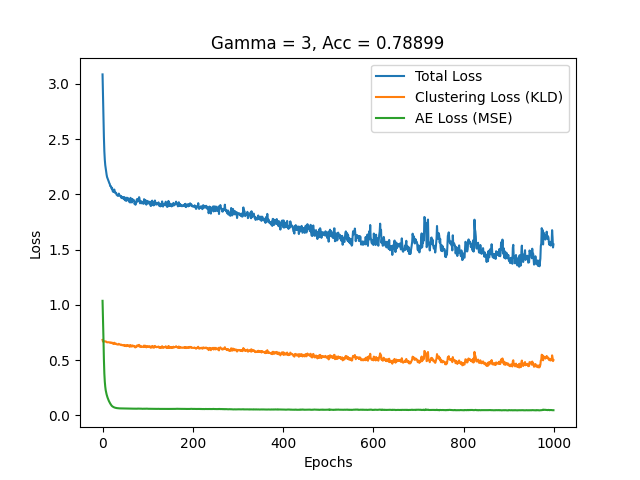 Gamma = 3, Acc = 0.78899
Total Loss
Clustering Loss (KLD)
AE Loss (MSE)
Loss
3.0
2.5
2.0
1.5
1.0
0.5
0.0
0 200 400 600 800 1000
Epochs